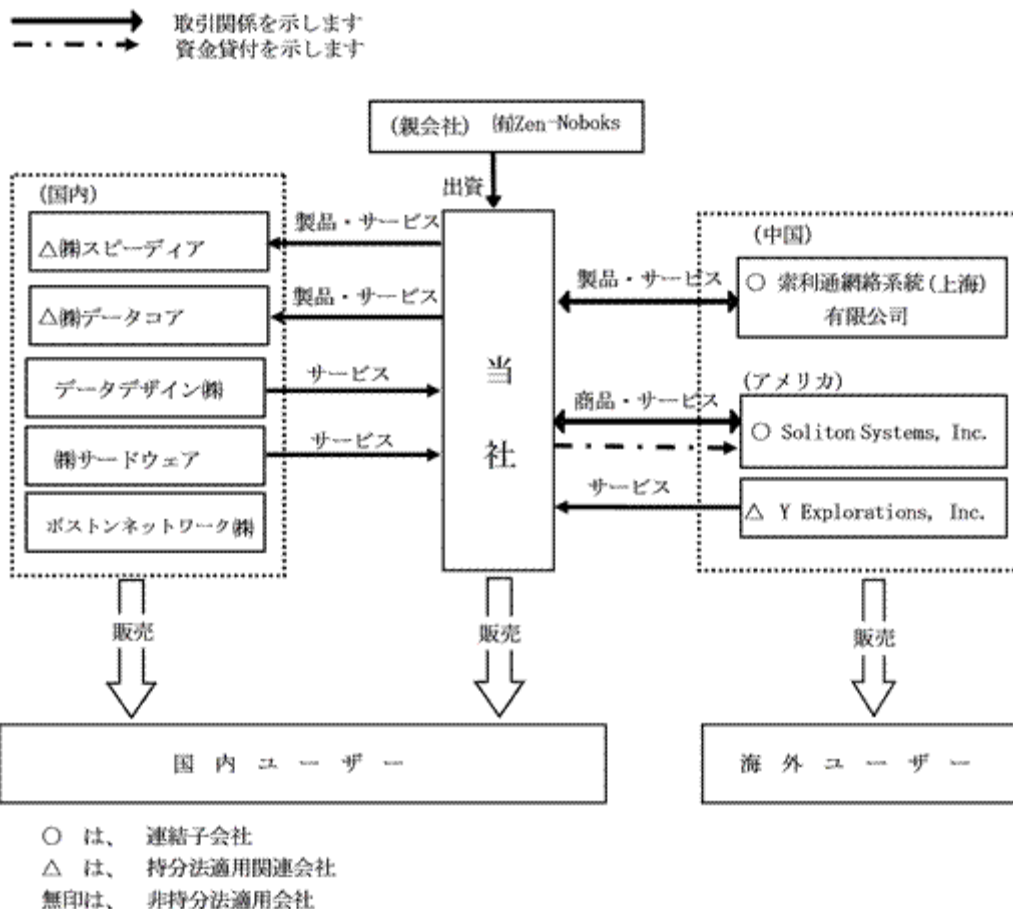 取引関係を示します
資金貸付を示します
(親会社) ㈲Zen-Noboks
出資
(国内)
△㈱スピーディア
製品・サービス
△㈱データコア
製品・サービス
データデザイン㈱
サービス
㈱サードウェア
サービス
ボストンネットワーク㈱
当
社
(中国)
製品・サービス
○ 索利通網絡系統(上海)
有限公司
(アメリカ)
商品・サービス
○ Soliton Systems, Inc.
サービス
△ Y Explorations, Inc.
販売
販売
販売
国 内 ユ ー ザ ー
海 外 ユ ー ザ ー
○ は、 連結子会社
△ は、 持分法適用関連会社
無印は、 非持分法適用会社